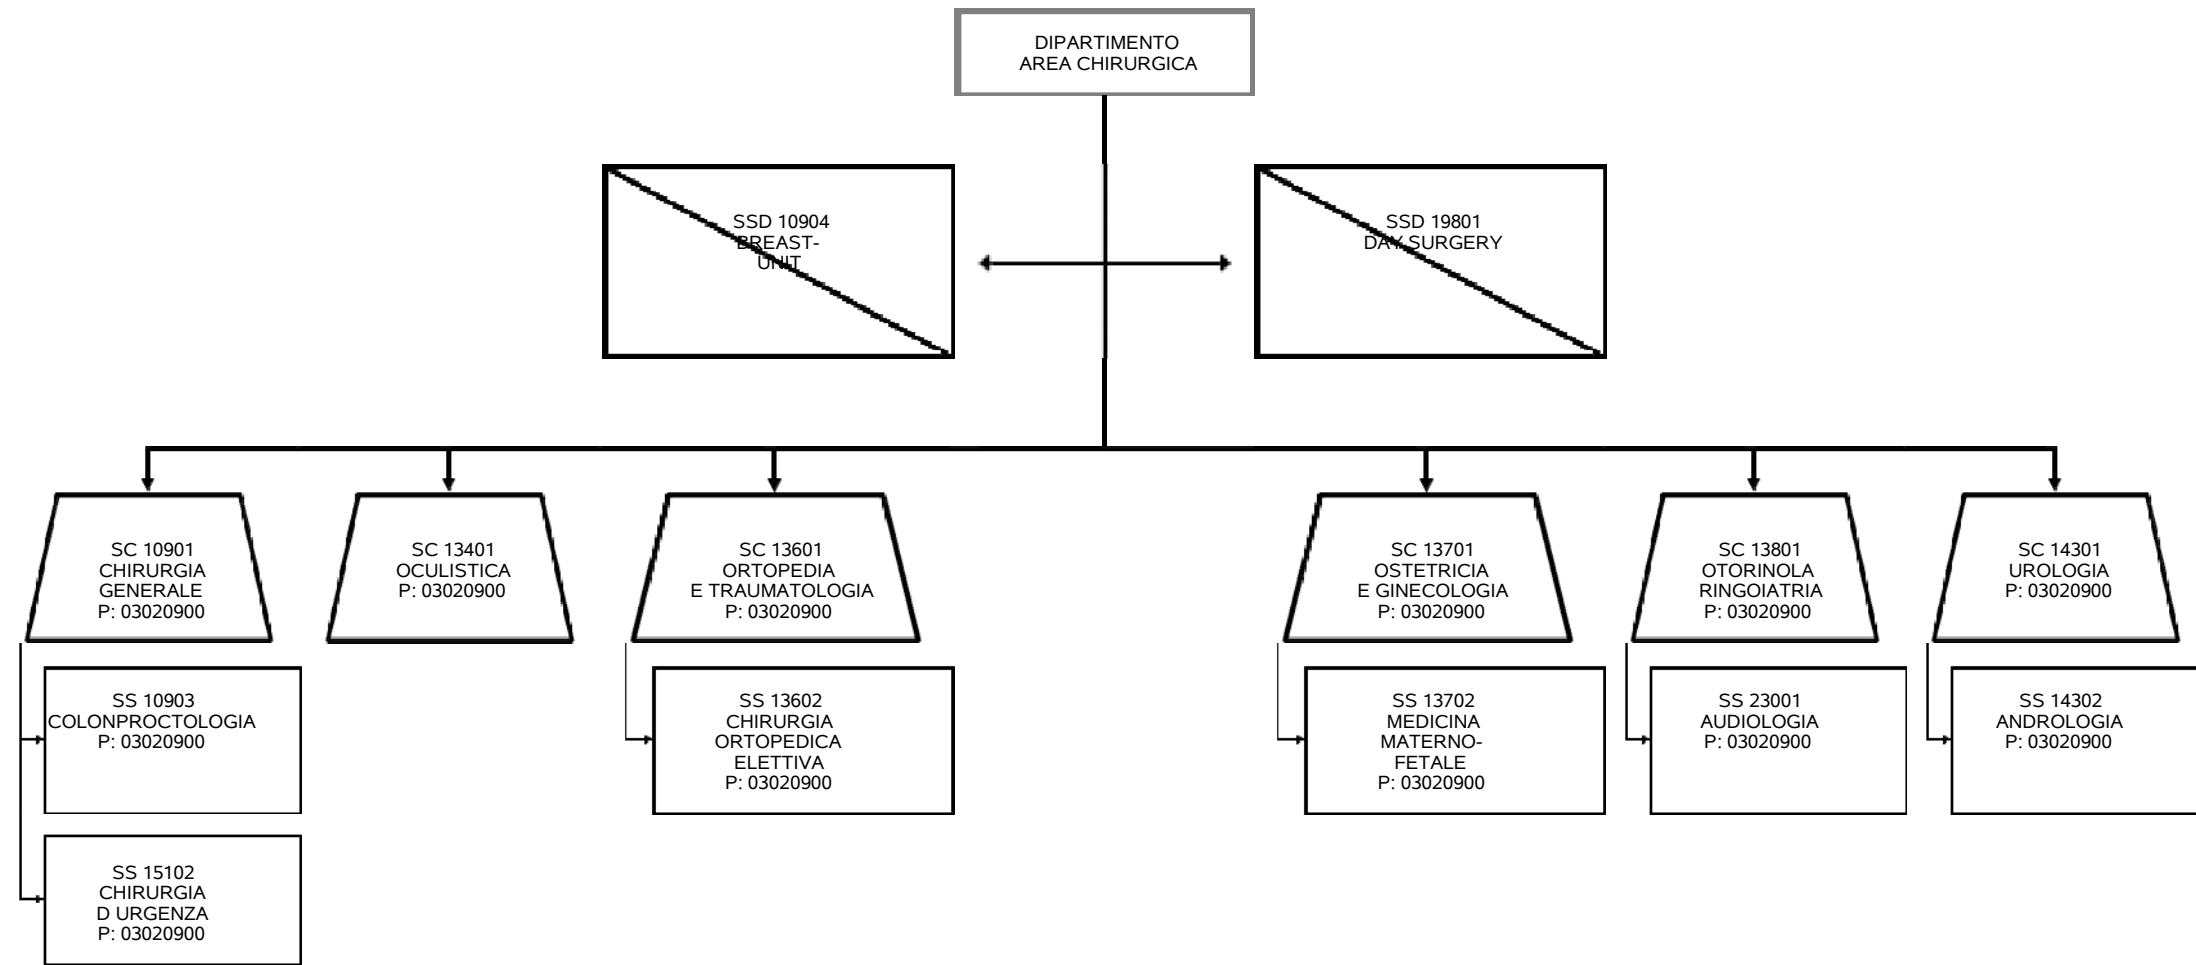 DIPARTIMENTO
AREA CHIRURGICA
SSD 10904
BREAST-
UNIT
SSD 19801
DAY SURGERY
SC 10901
CHIRURGIA
GENERALE
P: 03020900
SC 13401
OCULISTICA
P: 03020900
SC 13601
ORTOPEDIA
E TRAUMATOLOGIA
P: 03020900
SC 13701
OSTETRICIA
E GINECOLOGIA
P: 03020900
SC 13801
OTORINOLA
RINGOIATRIA
P: 03020900
SC 14301
UROLOGIA
P: 03020900
SS 10903
COLONPROCTOLOGIA
P: 03020900
SS 13602
CHIRURGIA
ORTOPEDICA
ELETTIVA
P: 03020900
SS 13702
MEDICINA
MATERNO-
FETALE
P: 03020900
SS 23001
AUDIOLOGIA
P: 03020900
SS 14302
ANDROLOGIA
P: 03020900
SS 15102
CHIRURGIA
D URGENZA
P: 03020900